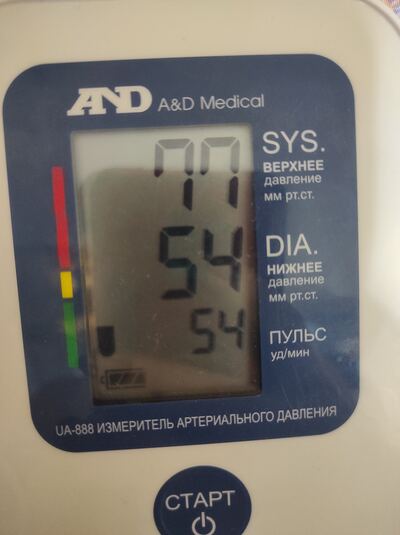 AND A&D Medical
77 SYS.
ВЕРХНЕЕ
давление
мм рт.ст.
54 DIA.
НИЖНЕЕ
давление
мм рт.ст.
54 ПУЛЬС
уд/мин
UA-888 ИЗМЕРИТЕЛЬ АРТЕРИАЛЬНОГО ДАВЛЕНИЯ
СТАРТ